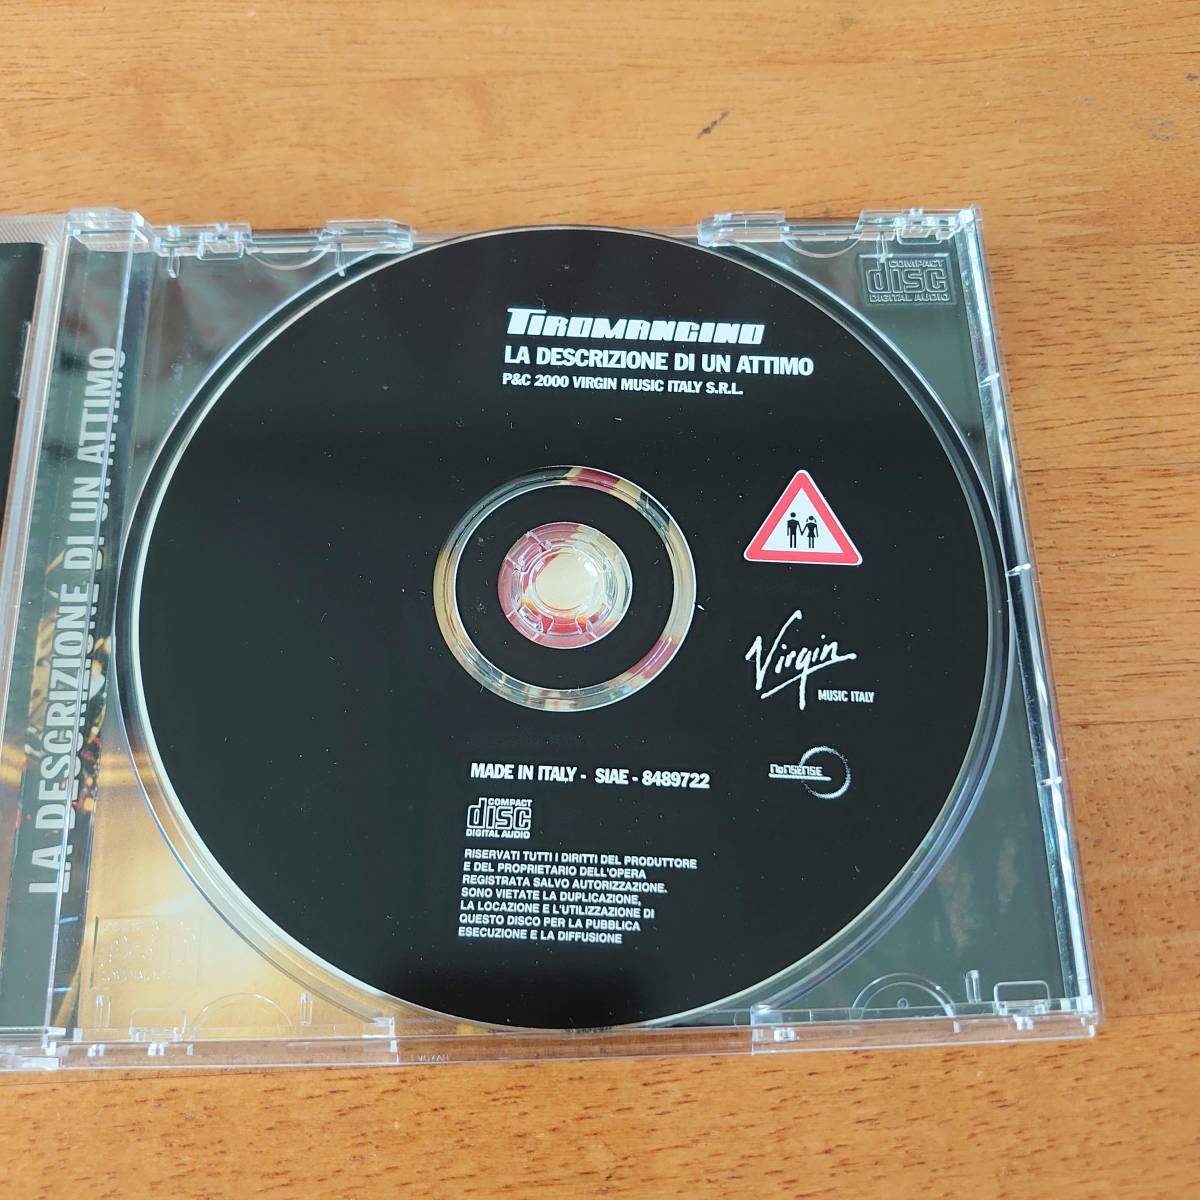 LA DESCRIZIONE DI UN ATTIMO
COMPACT
disc
DIGITAL AUDIO
TIROMANCINO
LA DESCRIZIONE DI UN ATTIMO
P&C 2000 VIRGIN MUSIC ITALY S.R.L.
Virgin
MUSIC ITALY
NoNSENSE
MADE IN ITALY - SIAE - 8489722
COMPACT
disc
DIGITAL AUDIO
RISERVATI TUTTI I DIRITTI DEL PRODUTTORE
E DEL PROPRIETARIO DELL'OPERA
REGISTRATA SALVO AUTORIZZAZIONE.
SONO VIETATE LA DUPLICAZIONE,
LA LOCAZIONE E L'UTILIZZAZIONE DI
QUESTO DISCO PER LA PUBBLICA
ESECUZIONE E LA DIFFUSIONE